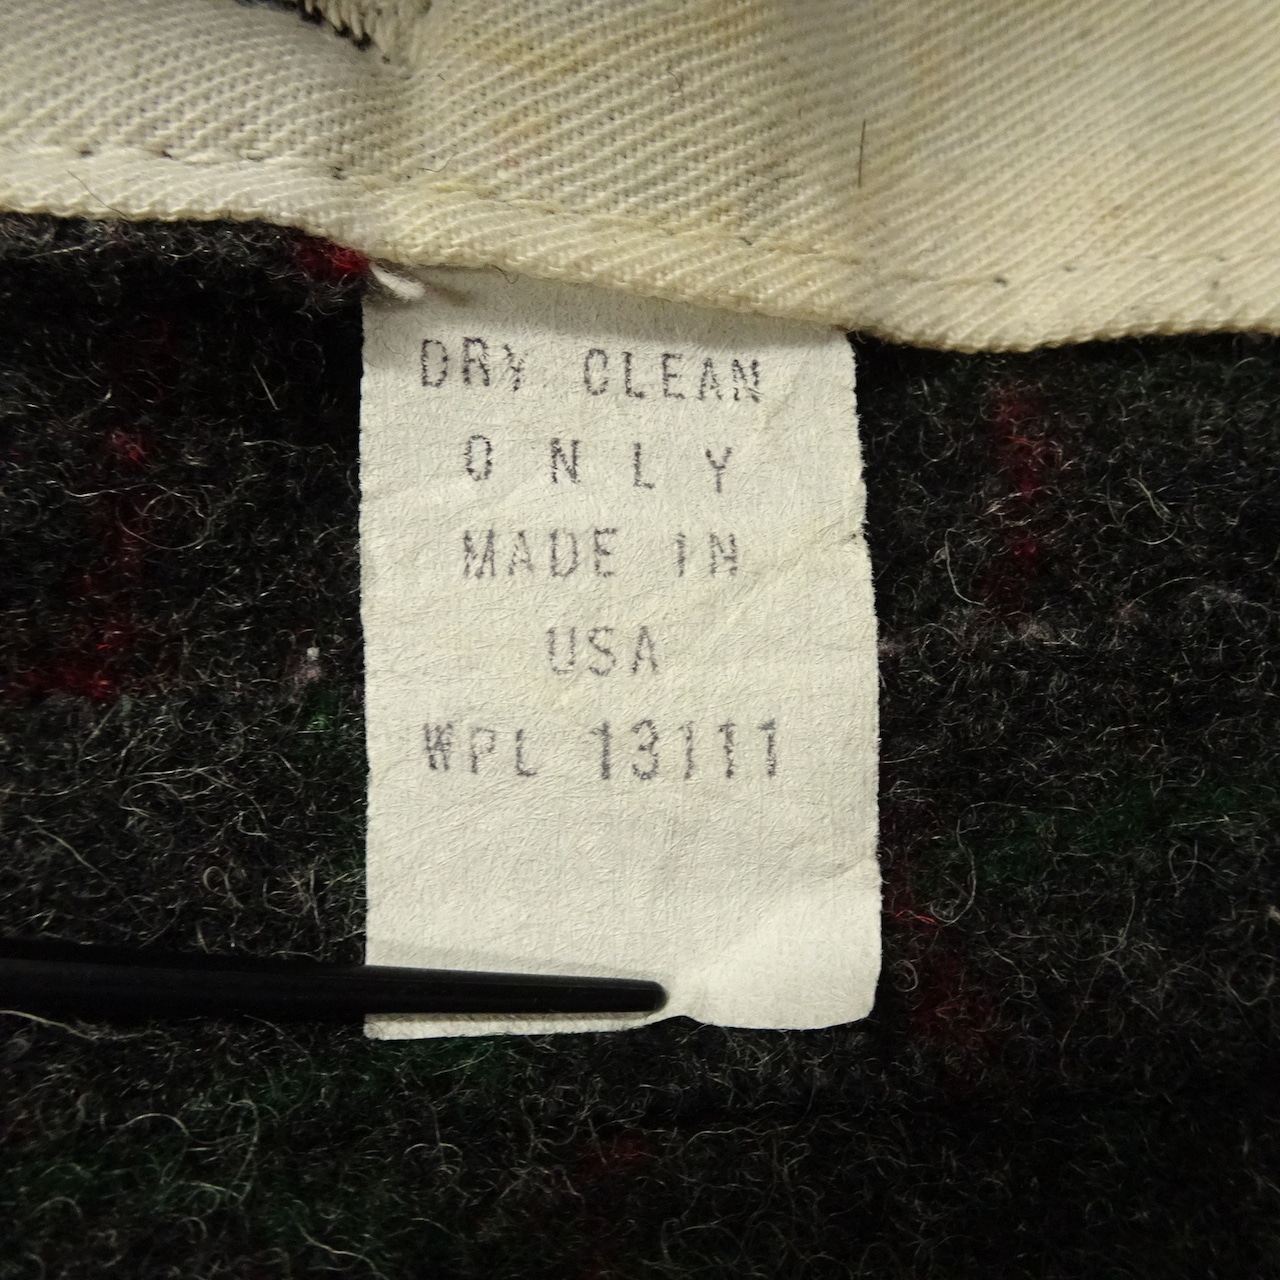 DRY CLEAN
ONLY
MADE IN
USA
WPL 13111